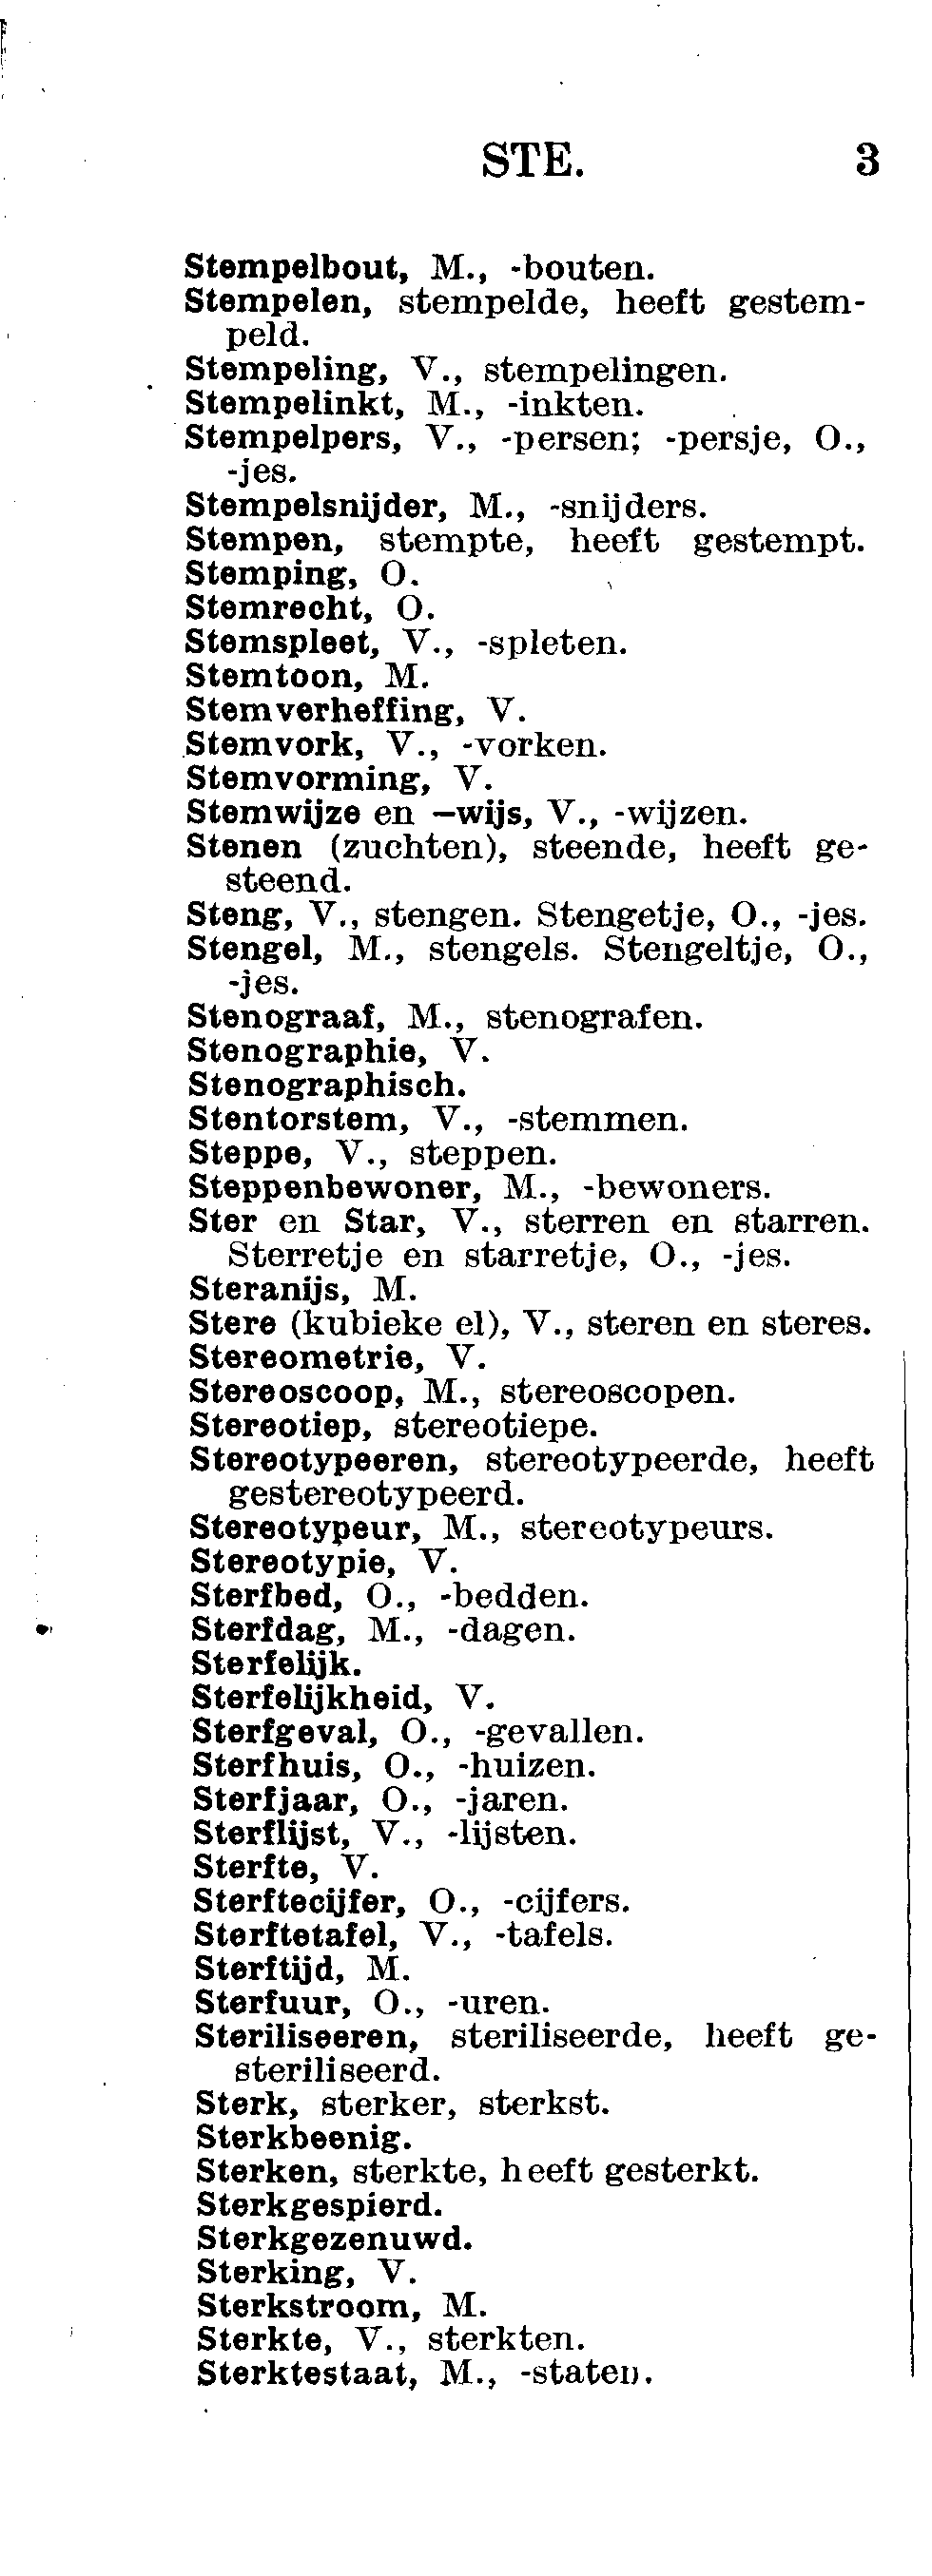 STE. 3
Stempelbout, M., -bouten.
Stempelen, stempelde, heeft gestem-
peld.
Stempeling, V., stempelingen.
Stempelinkt, M., -inkten.
Stempelpers, V., -persen; -persje, O.,
-jes.
Stempelsnijder, M., -snijders.
Stempen, stempte, heeft gestempt.
Stemping, O.
Stemrecht, O.
Stemspleet, V., -spleten.
Stemtoon, M.
Stemverheffing, V.
Stemvork, V., -vorken.
Stemvorming, V.
Stemwijze en —wijs, V., -wijzen.
Stenen (zuchten), steende, heeft ge-
steend.
Steng, V., stengen. Stengetje, O., -jes.
Stengel, M., stengels. Stengeltje, O.,
-jes.
Stenograaf, M., stenografen.
Stenographie, V.
Stenographisch.
Stentorstem, V., -stemmen.
Steppe, V., steppen.
Steppenbewoner, M., -bewoners.
Ster en Star, V., sterren en starren.
Sterretje en starretje, O., -jes.
Steranijs, M.
Stere (kubieke el), V., steren en steres.
Stereometrie, V.
Stereoscoop, M., stereoscopen.
Stereotiep, stereotiepe.
Stereotypeeren, stereotypeerde, heeft
gestereotypeerd.
Stereotypeur, M., stereotypeurs.
Stereotypie, V.
Sterfbed, O., -bedden.
Sterfdag, M., -dagen.
Sterfelijk.
Sterfelijkheid, V.
Sterfgeval, O., -gevallen.
Sterfhuis, O., -huizen.
Sterfjaar, O., -jaren.
Sterflijst, V., -lijsten.
Sterfte, V.
Sterftecijfer, O., -cijfers.
Sterftetafel, V., -tafels.
Sterftijd, M.
Sterfuur, O., -uren.
Steriliseeren, steriliseerde, heeft ge-
steriliseerd.
Sterk, sterker, sterkst.
Sterkbeenig.
Sterken, sterkte, heeft gesterkt.
Sterkgespierd.
Sterkgezenuwd.
Sterking, V.
Sterkstroom, M.
Sterkte, V., sterkten.
Sterktestaat, M., -staten.